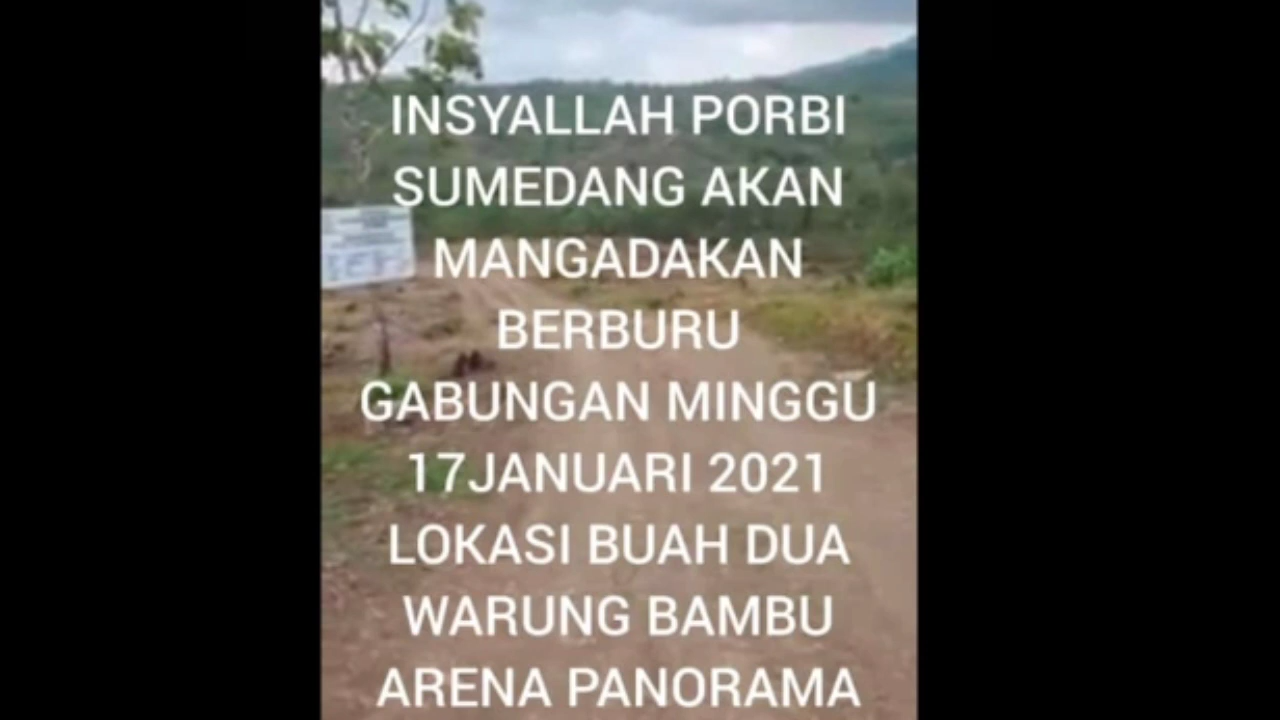 INSYALLAH PORBI
SUMEDANG AKAN
MANGADAKAN
BERBURU
GABUNGAN MINGGU
17JANUARI 2021
LOKASI BUAH DUA
WARUNG BAMBU
ARENA PANORAMA